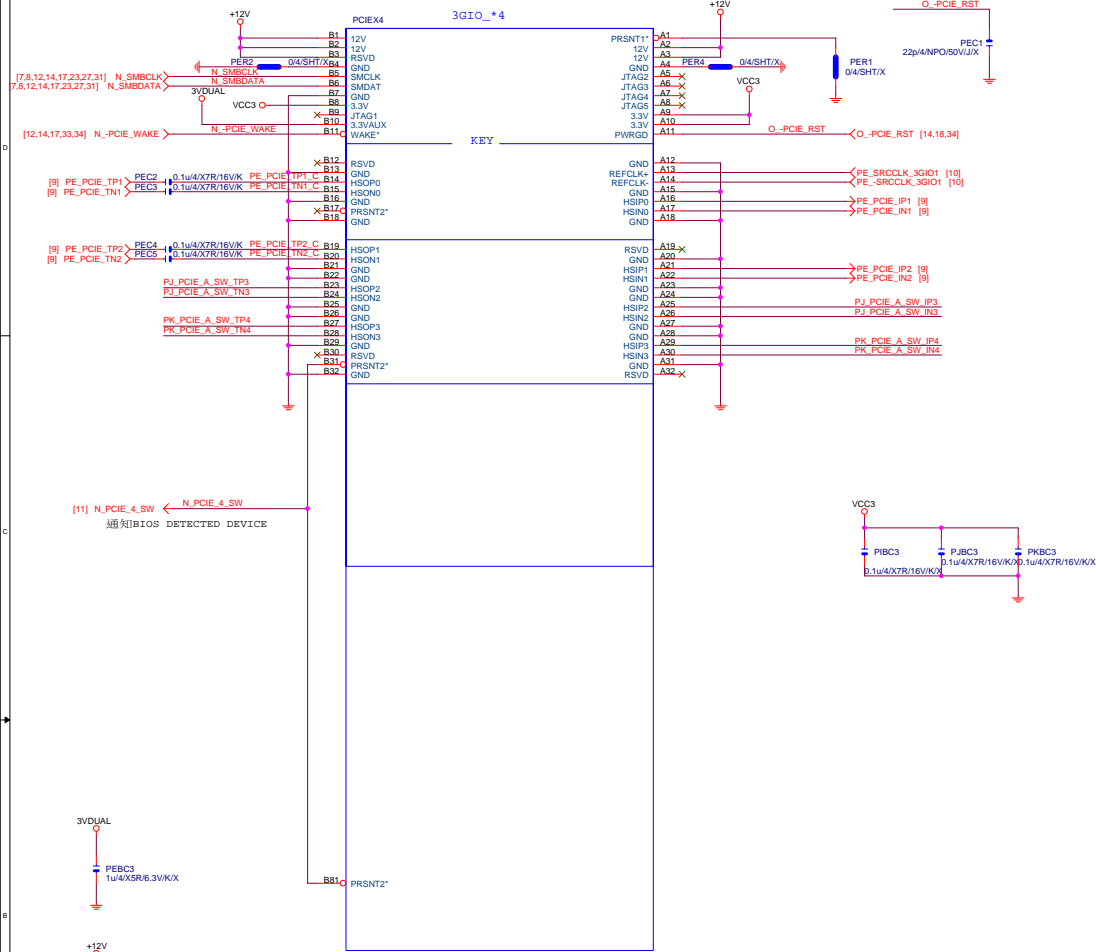 +12V
3GIO_*4
+12V
O_-PCIE_RST
PCIEX4
PEC1
22p/4/NPO/50V/J/X
B1 12V
B2 12V
B3 RSVD
B4 GND
B5 SMCLK
B6 SMDAT
B7 GND
B8 3.3V
B9 JTAG1
B10 3.3VAUX
B11 WAKE*
PRSNT1* A1
12V A2
12V A3
GND A4
JTAG2 A5
JTAG3 A6
JTAG4 A7
JTAG5 A8
3.3V A9
3.3V A10
PWRGD A11
PER2 0/4/SHT/X
PER4 0/4/SHT/X
PER1
0/4/SHT/X
VCC3
[7,8,12,14,17,23,27,31] N_SMBCLK N_SMBCLK
7,8,12,14,17,23,27,31] N_SMBDATA N_SMBDATA
3VDUAL
VCC3
[12,14,17,33,34] N_-PCIE_WAKE N_-PCIE_WAKE
O_-PCIE_RST O_-PCIE_RST [14,18,34]
D
KEY
B12 RSVD
B13 GND
B14 HSOP0
B15 HSON0
B16 GND
B17 PRSNT2*
B18 GND
GND A12
REFCLK+ A13
REFCLK- A14
GND A15
HSIP0 A16
HSIN0 A17
GND A18
[9] PE_PCIE_TP1 PEC2 0.1u/4/X7R/16V/K PE_PCIE_TP1_C
[9] PE_PCIE_TN1 PEC3 0.1u/4/X7R/16V/K PE_PCIE_TN1_C
PE_SRCCLK_3GIO1 [10]
PE_-SRCCLK_3GIO1 [10]
PE_PCIE_IP1 [9]
PE_PCIE_IN1 [9]
[9] PE_PCIE_TP2 PEC4 0.1u/4/X7R/16V/K PE_PCIE_TP2_C
[9] PE_PCIE_TN2 PEC5 0.1u/4/X7R/16V/K PE_PCIE_TN2_C
B19 HSOP1
B20 HSON1
B21 GND
B22 GND
B23 HSOP2
B24 HSON2
B25 GND
B26 GND
B27 HSOP3
B28 HSON3
B29 GND
B30 RSVD
B31 PRSNT2*
B32 GND
RSVD A19
GND A20
HSIP1 A21
HSIN1 A22
GND A23
GND A24
HSIP2 A25
HSIN2 A26
GND A27
GND A28
HSIP3 A29
HSIN3 A30
GND A31
RSVD A32
PE_PCIE_IP2 [9]
PE_PCIE_IN2 [9]
PJ_PCIE_A_SW_TP3
PJ_PCIE_A_SW_TN3
PK_PCIE_A_SW_TP4
PK_PCIE_A_SW_TN4
PJ_PCIE_A_SW_IP3
PJ_PCIE_A_SW_IN3
PK_PCIE_A_SW_IP4
PK_PCIE_A_SW_IN4
[11] N_PCIE_4_SW N_PCIE_4_SW
通知BIOS DETECTED DEVICE
C
VCC3
PIBC3
0.1u/4/X7R/16V/K/X
PJBC3
0.1u/4/X7R/16V/K/X
PKBC3
0.1u/4/X7R/16V/K/X
3VDUAL
PEBC3
1u/4/X5R/6.3V/K/X
B81 PRSNT2*
B
+12V